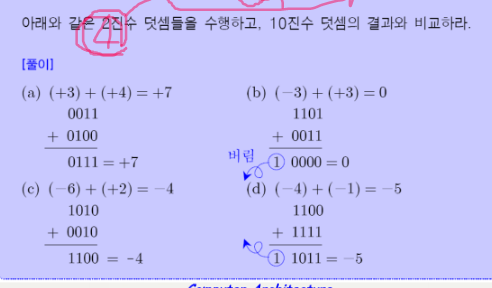 아래와 같은 2진수 덧셈들을 수행하고, 10진수 덧셈의 결과와 비교하라.
4
[풀이]
(a) (+3) + (+4) = +7
0011
+ 0100
0111 = +7
(b) (−3) + (+3) = 0
1101
+ 0011
버림 ① 0000 = 0
(c) (−6) + (+2) = −4
1010
+ 0010
1100 = -4
(d) (−4) + (−1) = −5
1100
+ 1111
① 1011 = −5
Computer Architecture